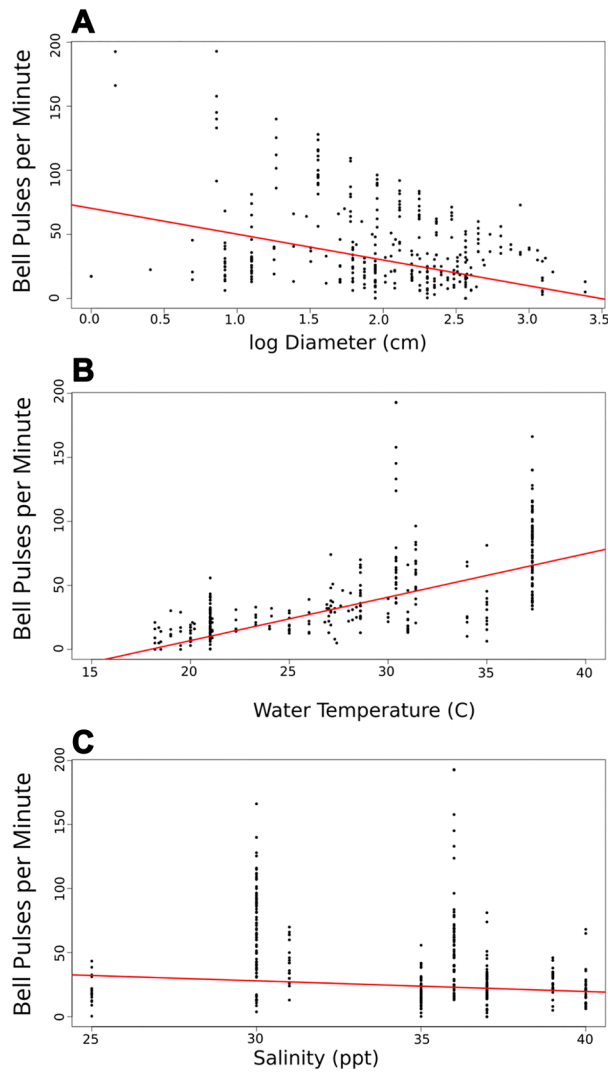 A
Bell Pulses per Minute
200
150
100
50
0
0.0 0.5 1.0 1.5 2.0 2.5 3.0 3.5
log Diameter (cm)
B
Bell Pulses per Minute
200
150
100
50
0
15 20 25 30 35 40
Water Temperature (C)
C
Bell Pulses per Minute
200
150
100
50
0
25 30 35 40
Salinity (ppt)